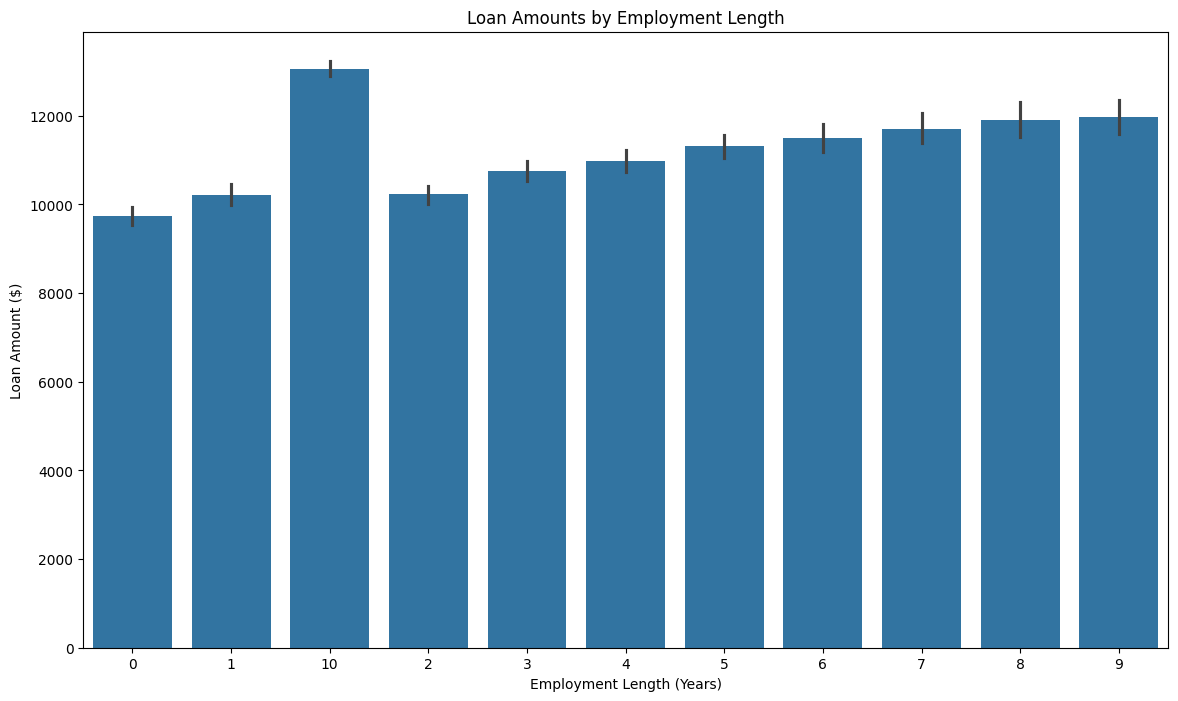 Loan Amounts by Employment Length
Loan Amount ($)
12000
10000
8000
6000
4000
2000
0
0 1 10 2 3 4 5 6 7 8 9
Employment Length (Years)